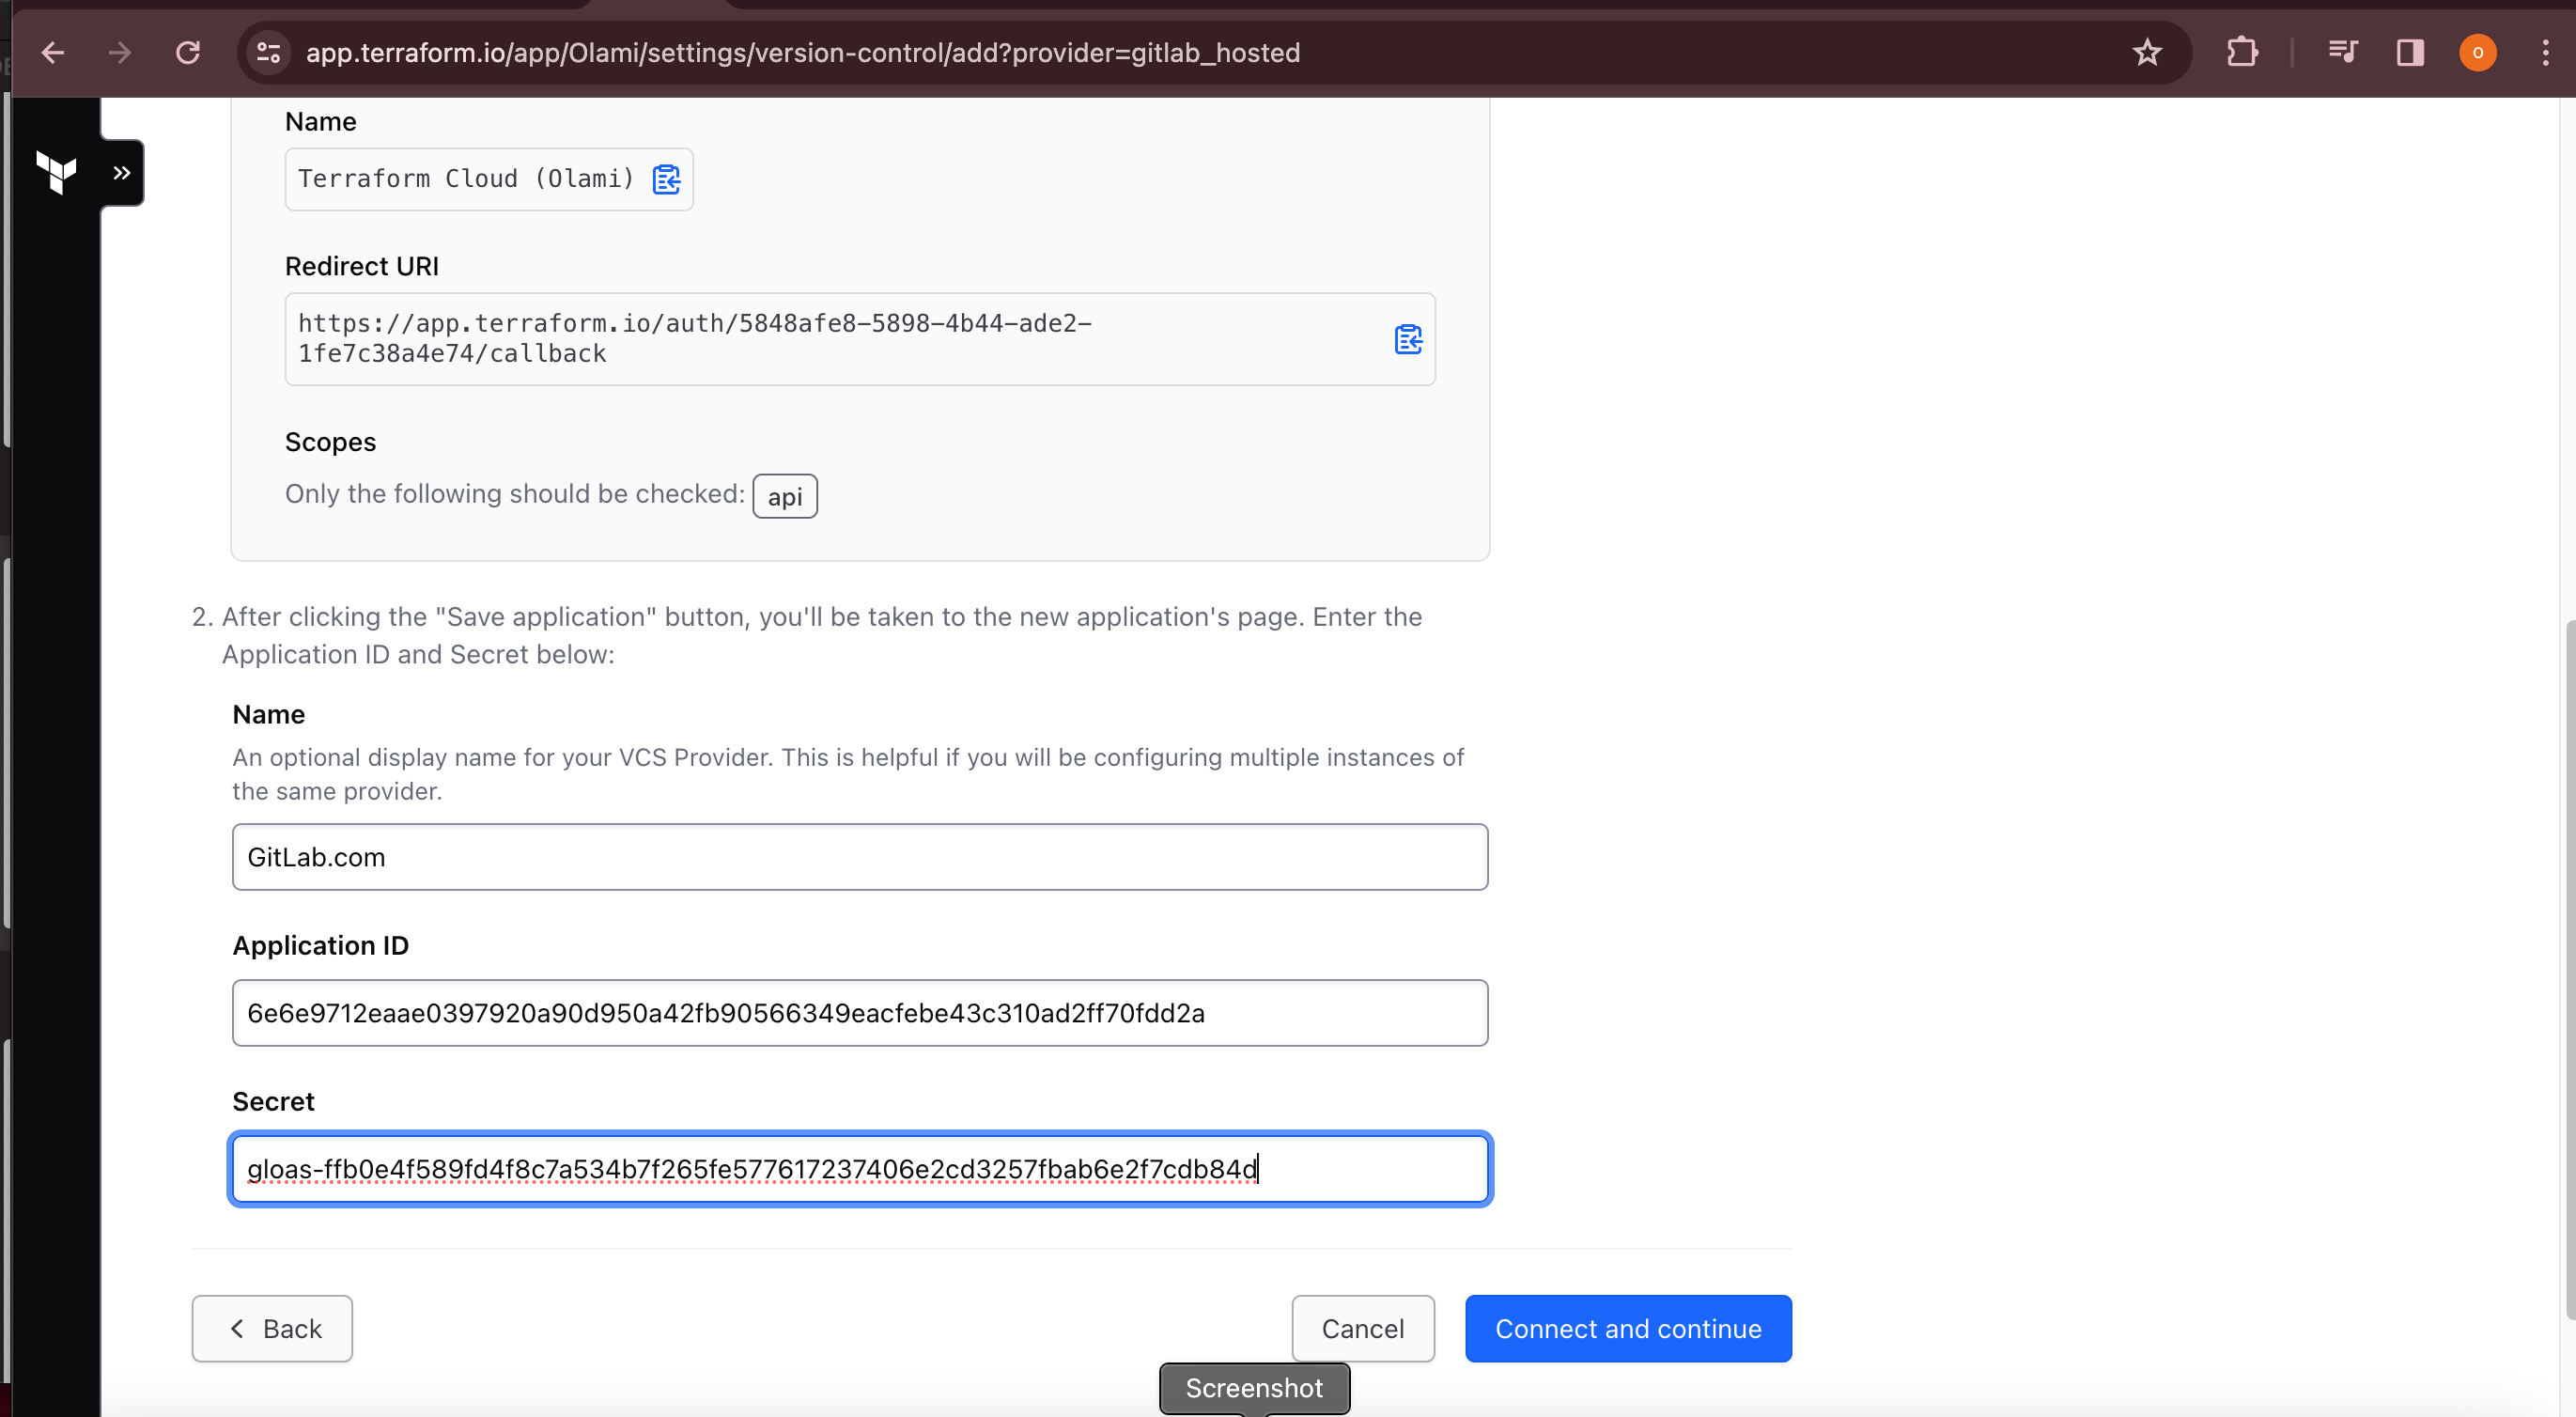 app.terraform.io/app/Olami/settings/version-control/add?provider=gitlab_hosted
o
Name
Terraform Cloud (Olami)
Redirect URI
https://app.terraform.io/auth/5848afe8-5898-4b44-ade2-
1fe7c38a4e74/callback
Scopes
Only the following should be checked: api
2. After clicking the "Save application" button, you'll be taken to the new application's page. Enter the
Application ID and Secret below:
Name
An optional display name for your VCS Provider. This is helpful if you will be configuring multiple instances of
the same provider.
GitLab.com
Application ID
6e6e9712eaae0397920a90d950a42fb90566349eacfebe43c310ad2ff70fdd2a
Secret
gloas-ffb0e4f589fd4f8c7a534b7f265fe577617237406e2cd3257fbab6e2f7cdb84d
Back
Cancel
Connect and continue
Screenshot